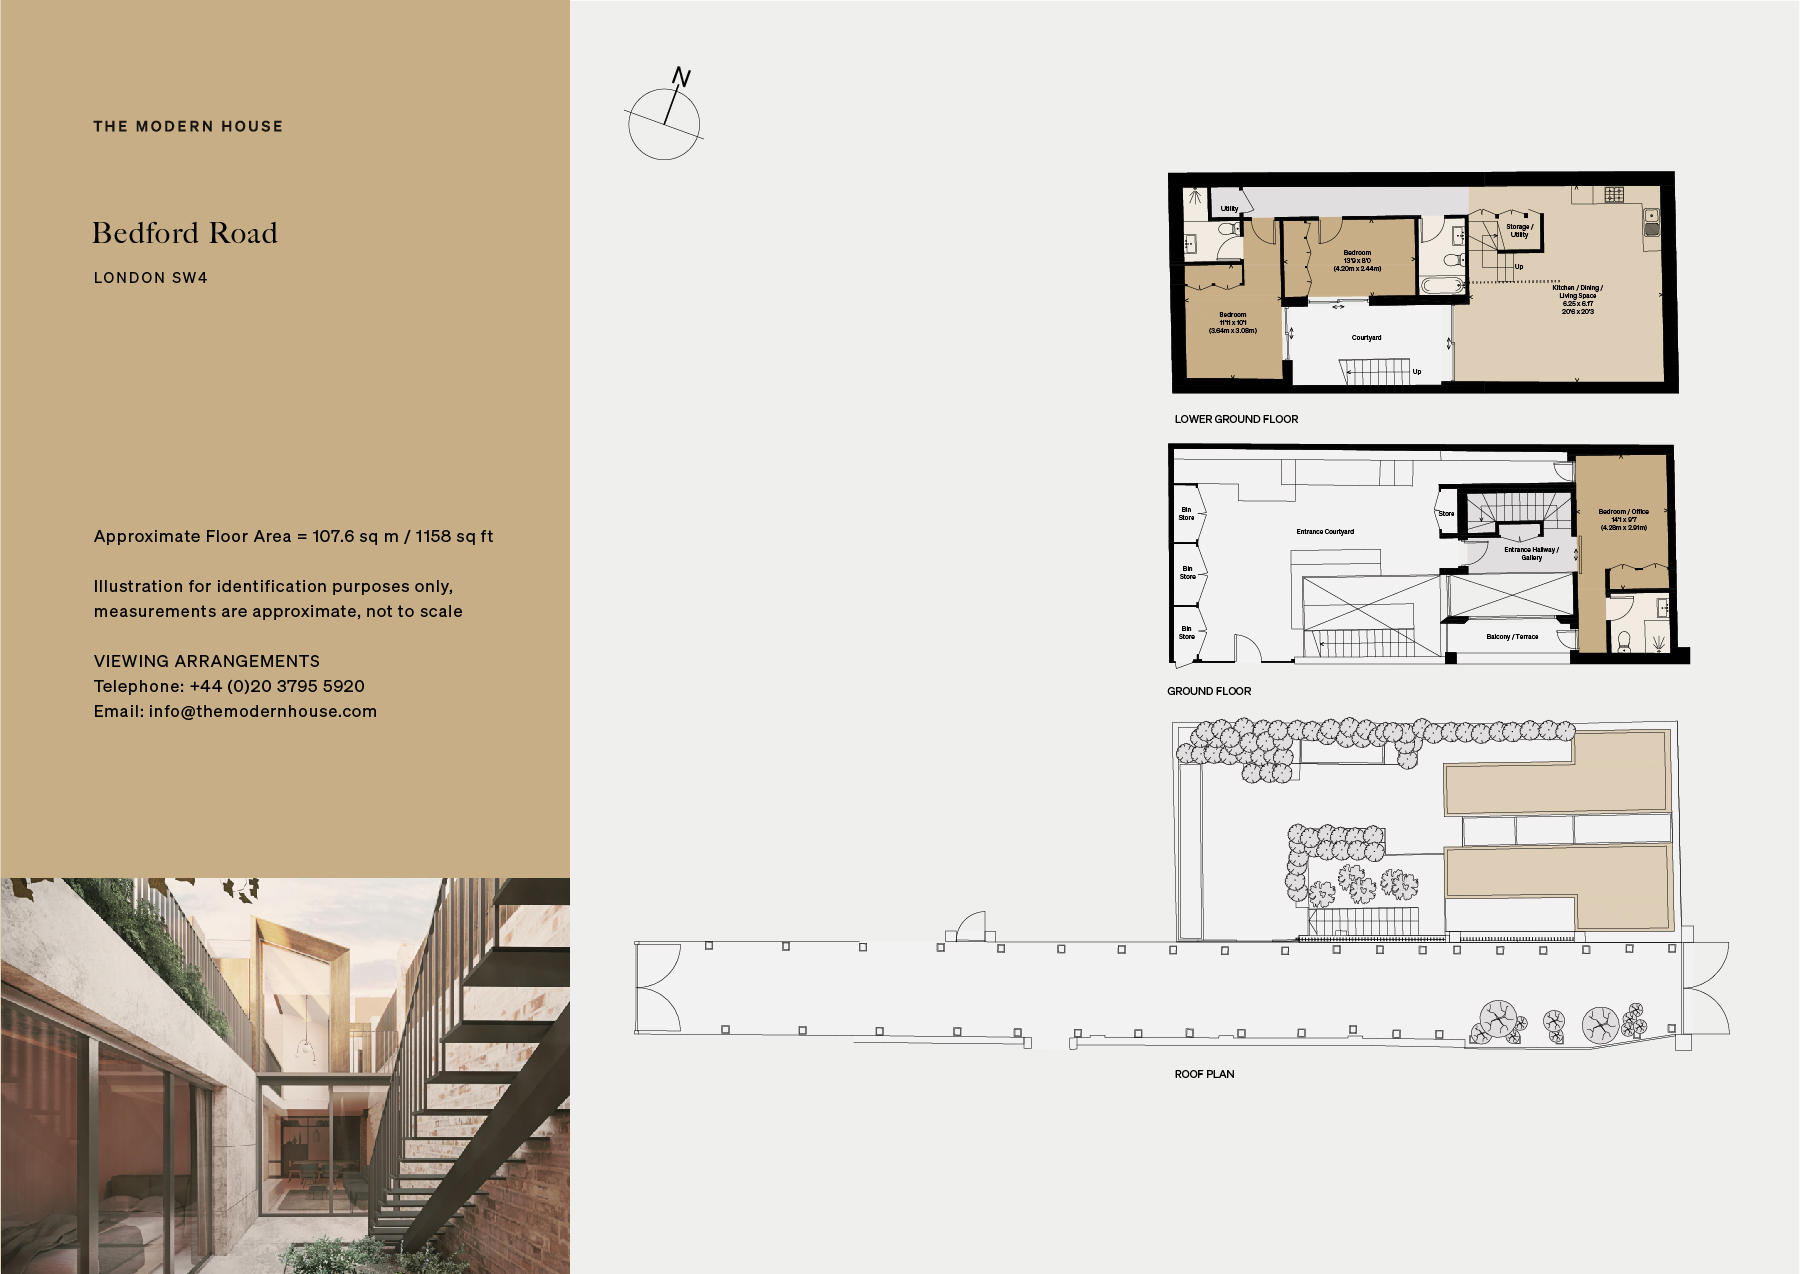 THE MODERN HOUSE
Bedford Road
LONDON SW4
Approximate Floor Area = 107.6 sq m / 1158 sq ft
Illustration for identification purposes only,
measurements are approximate, not to scale
VIEWING ARRANGEMENTS
Telephone: +44 (0)20 3795 5920
Email: info@themodernhouse.com
N
Utility
Bedroom
13'9 x 8'0
(4.20m x 2.44m)
Storage /
Utility
Up
Kitchen / Dining /
Living Space
6.25 x 6.17
20'6 x 20'3
Bedroom
11'11 x 10'1
(3.64m x 3.08m)
Courtyard
Up
LOWER GROUND FLOOR
Bin
Store
Bin
Store
Bin
Store
Entrance Courtyard
Store
Entrance Hallway /
Gallery
Bedroom / Office
14'1 x 9'7
(4.28m x 2.91m)
Balcony / Terrace
GROUND FLOOR
ROOF PLAN